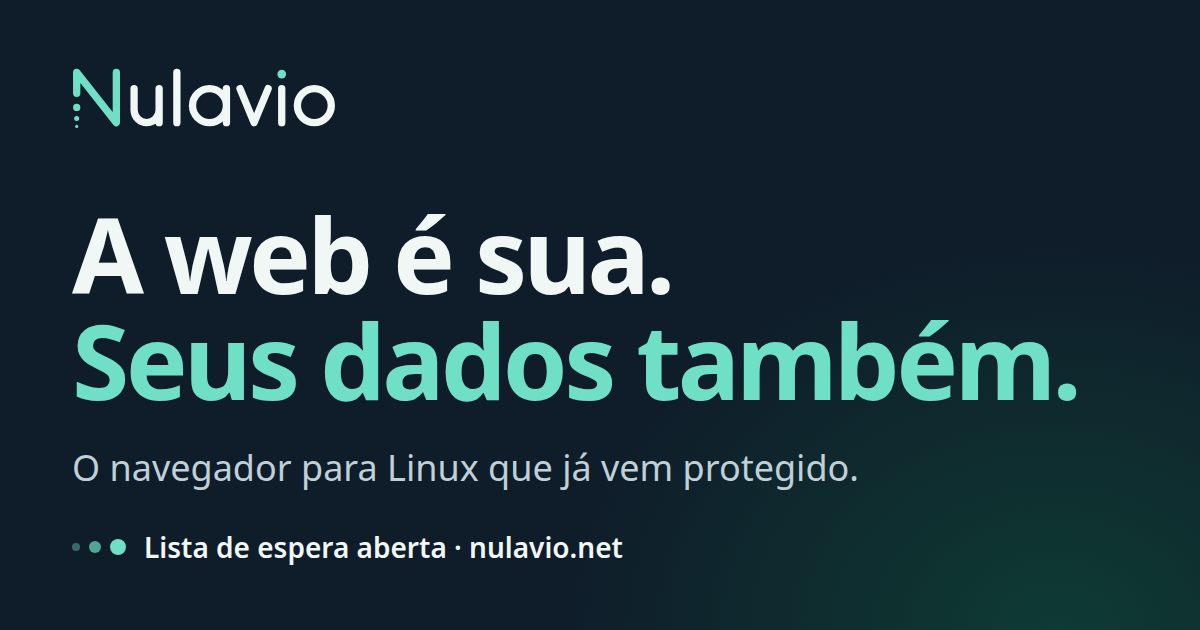 Nulavio
A web é sua.
Seus dados também.
O navegador para Linux que já vem protegido.
Lista de espera aberta · nulavio.net